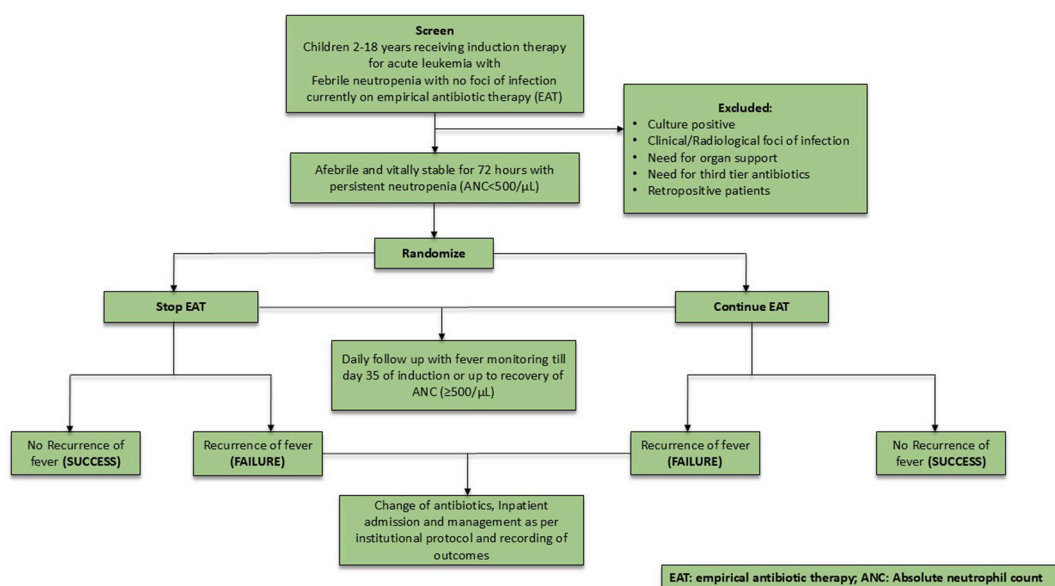 Screen
Children 2-18 years receiving induction therapy
for acute leukemia with
Febrile neutropenia with no foci of infection
currently on empirical antibiotic therapy (EAT)
Excluded:
• Culture positive
• Clinical/Radiological foci of infection
• Need for organ support
• Need for third tier antibiotics
• Retropositive patients
Afebrile and vitally stable for 72 hours with
persistent neutropenia (ANC<500/µL)
Randomize
Stop EAT
Continue EAT
Daily follow up with fever monitoring till
day 35 of induction or up to recovery of
ANC (≥500/µL)
No Recurrence of
fever (SUCCESS)
Recurrence of fever
(FAILURE)
Recurrence of fever
(FAILURE)
No Recurrence of
fever (SUCCESS)
Change of antibiotics, Inpatient
admission and management as per
institutional protocol and recording of
outcomes
EAT: empirical antibiotic therapy; ANC: Absolute neutrophil count